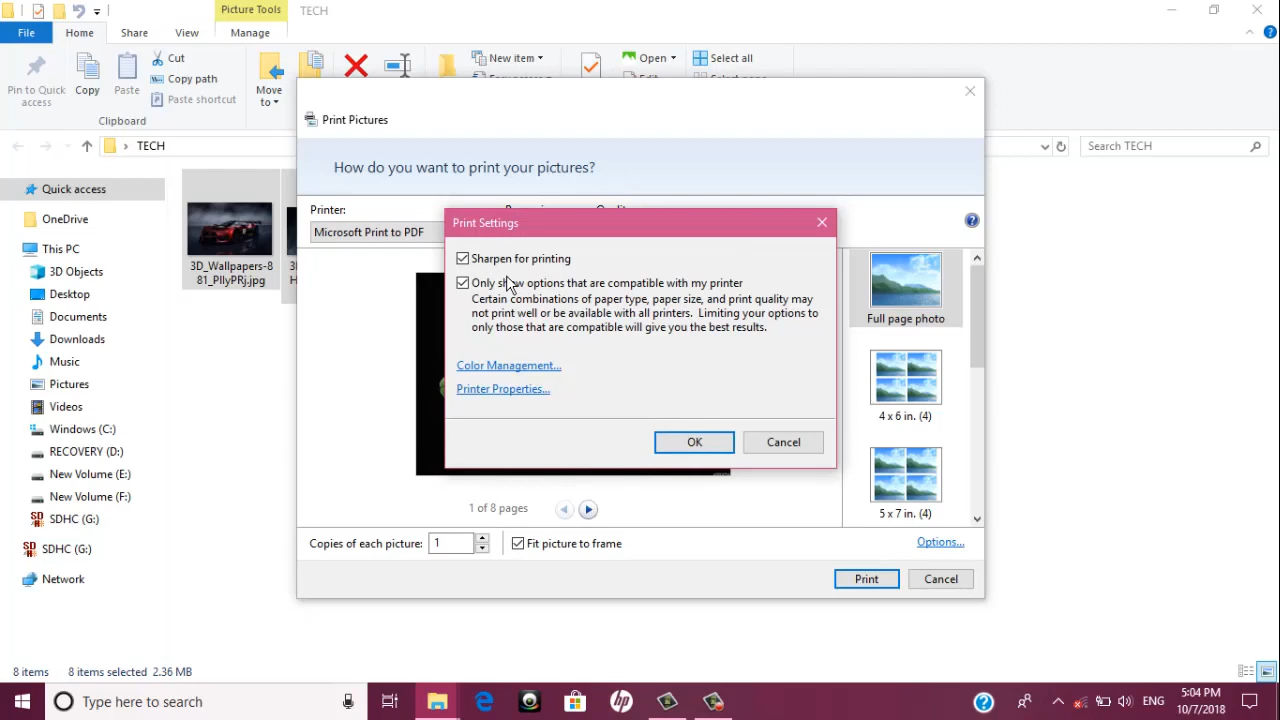 Picture Tools
TECH
File
Home
Share
View
Manage
Pin to Quick
access
Copy
Paste
Cut
Copy path
Paste shortcut
Clipboard
Move
to
New item
Open
Edit
Select all
TECH
Search TECH
Quick access
OneDrive
This PC
3D Objects
Desktop
Documents
Downloads
Music
Pictures
Videos
Windows (C:)
RECOVERY (D:)
New Volume (E:)
New Volume (F:)
SDHC (G:)
SDHC (G:)
Network
3D_Wallpapers-8
81_PIlyPRj.jpg
Print Pictures
How do you want to print your pictures?
Printer:
Microsoft Print to PDF
Print Settings
Sharpen for printing
Only show options that are compatible with my printer
Certain combinations of paper type, paper size, and print quality may
not print well or be available with all printers. Limiting your options to
only those that are compatible will give you the best results.
Color Management...
Printer Properties...
OK
Cancel
Full page photo
4 x 6 in. (4)
5 x 7 in. (4)
1 of 8 pages
Copies of each picture:
1
Fit picture to frame
Options...
Print
Cancel
8 items
8 items selected 2.36 MB
Type here to search
hp
ENG
5:04 PM
10/7/2018